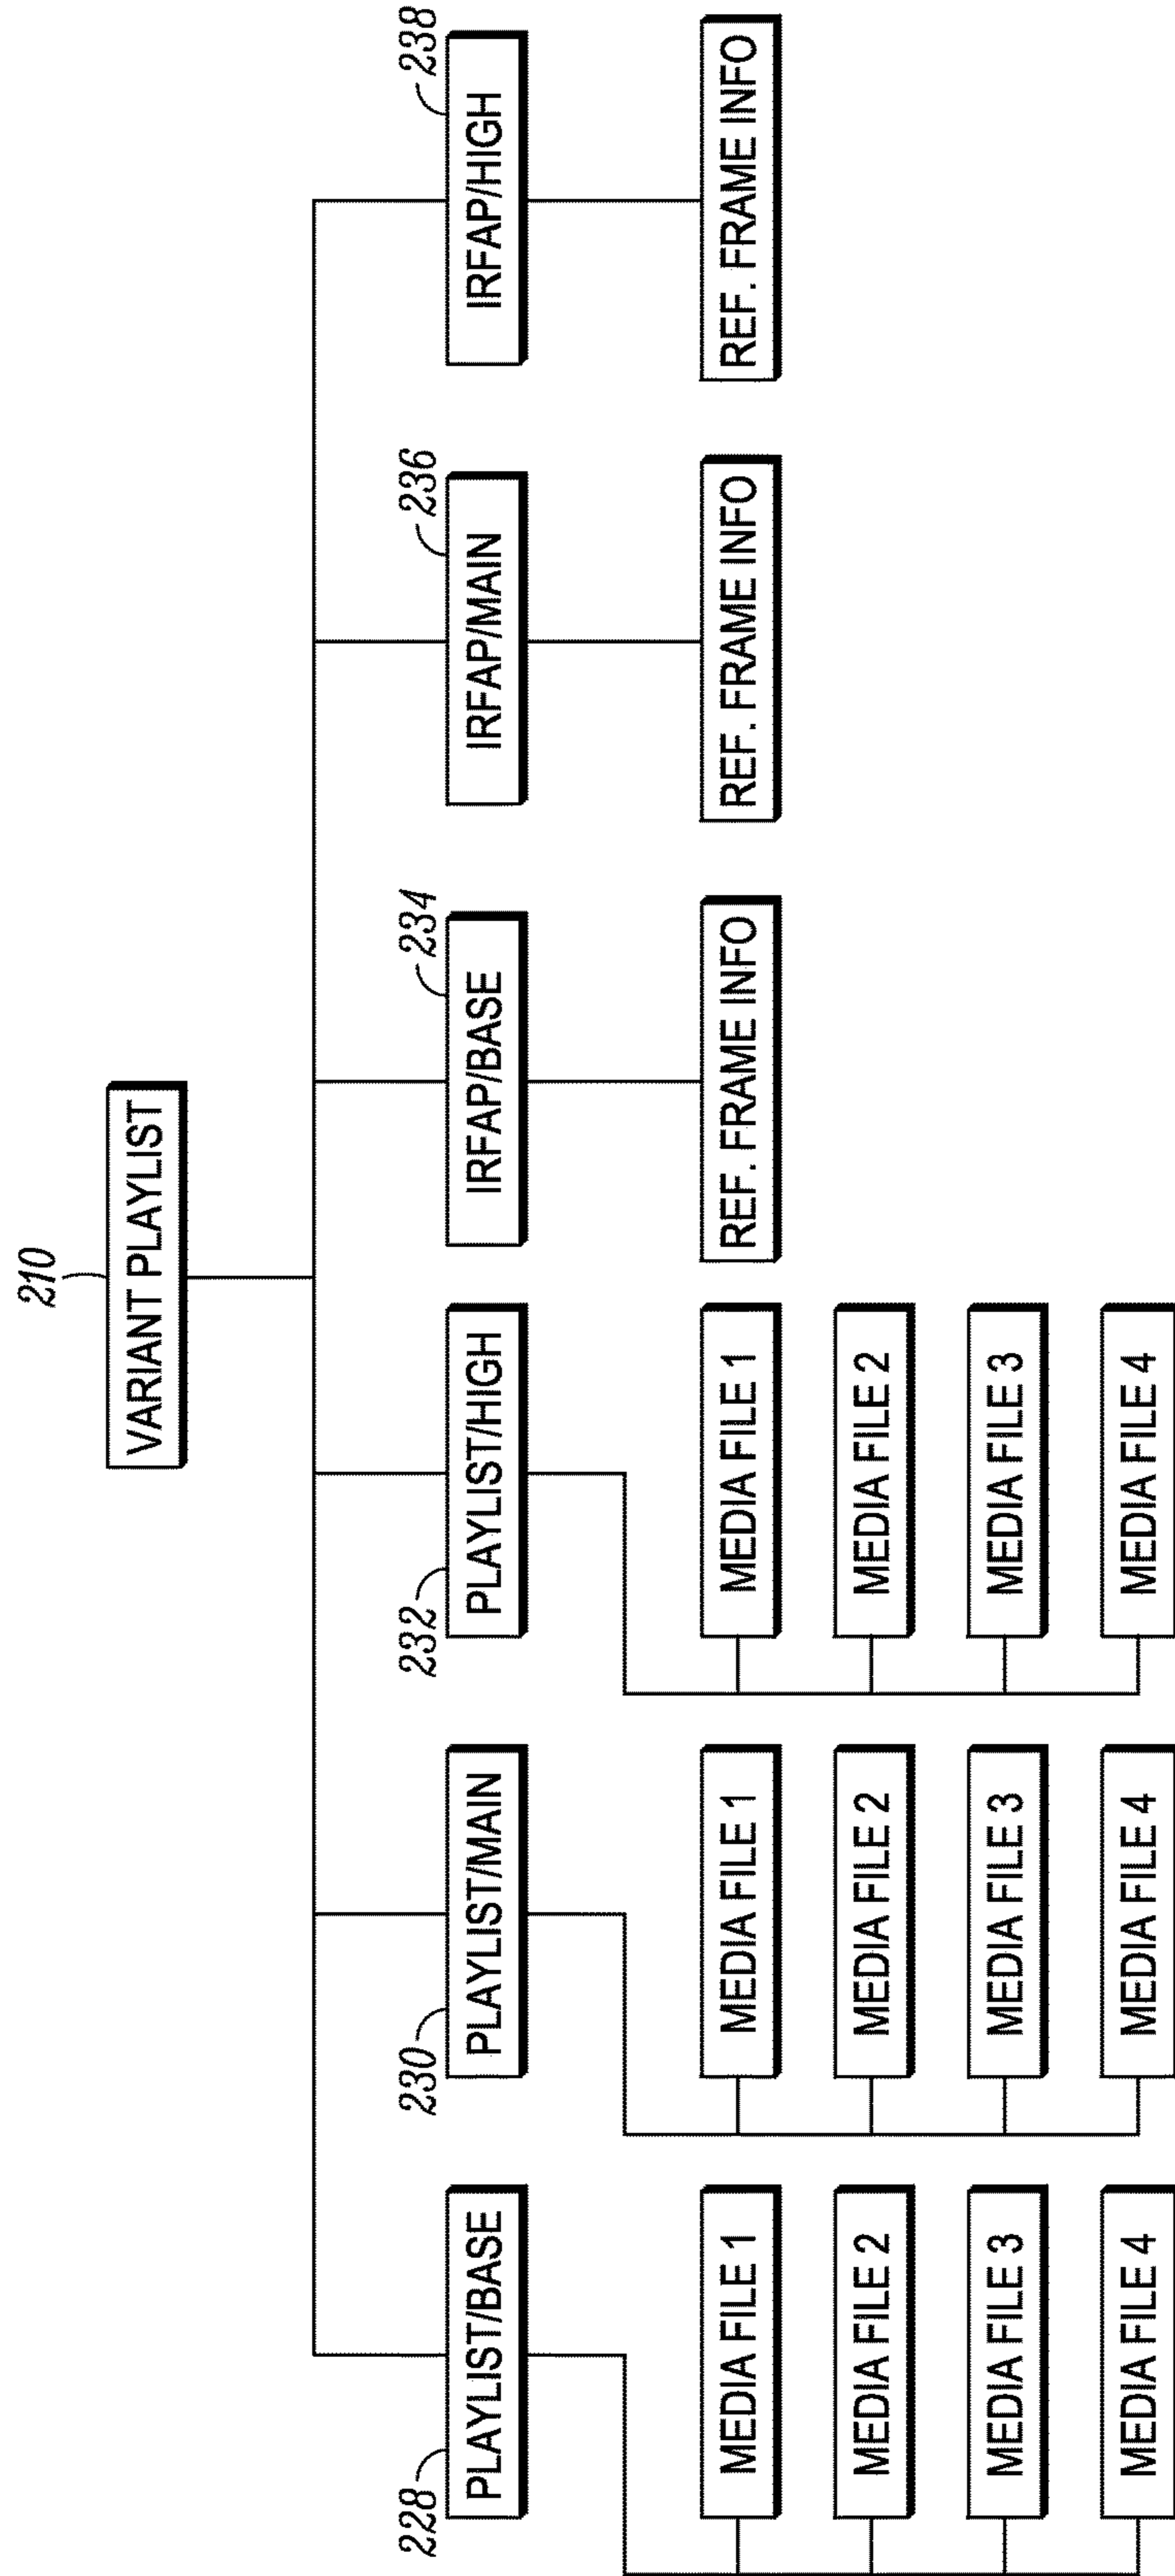 210
VARIANT PLAYLIST
228
PLAYLIST/BASE
230
PLAYLIST/MAIN
232
PLAYLIST/HIGH
234
IRFAP/BASE
236
IRFAP/MAIN
238
IRFAP/HIGH
MEDIA FILE 1
MEDIA FILE 2
MEDIA FILE 3
MEDIA FILE 4
MEDIA FILE 1
MEDIA FILE 2
MEDIA FILE 3
MEDIA FILE 4
MEDIA FILE 1
MEDIA FILE 2
MEDIA FILE 3
MEDIA FILE 4
REF. FRAME INFO
REF. FRAME INFO
REF. FRAME INFO